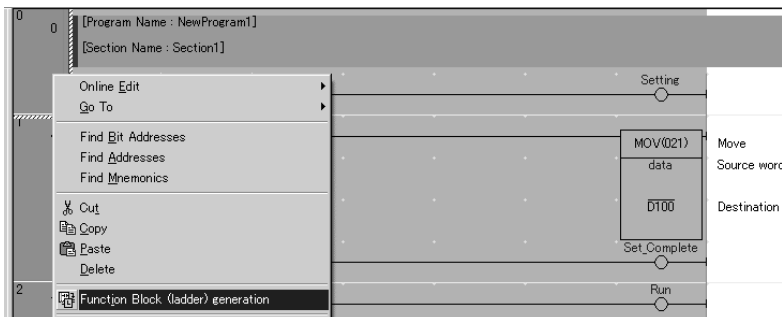 0
0
[Program Name : NewProgram1]
[Section Name : Section1]
Setting
Online Edit
Go To
1
Find Bit Addresses
Find Addresses
Find Mnemonics
MOV(021)
Move
data
Source word
D100
Destination
Cut
Copy
Paste
Delete
Set_Complete
2
Function Block (ladder) generation
Run